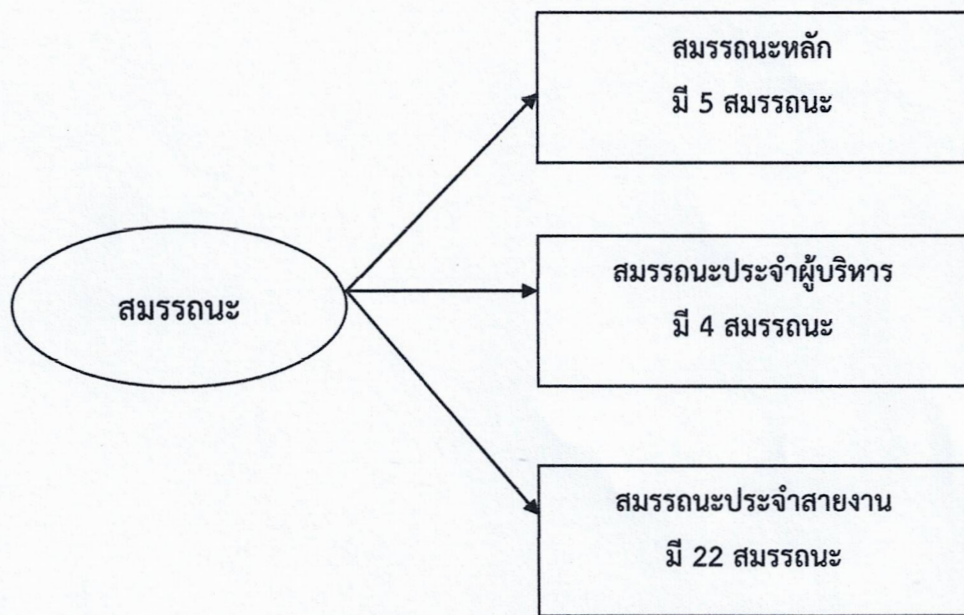 สมรรถนะหลัก
มี 5 สมรรถนะ
สมรรถนะ
สมรรถนะประจำผู้บริหาร
มี 4 สมรรถนะ
สมรรถนะประจำสายงาน
มี 22 สมรรถนะ